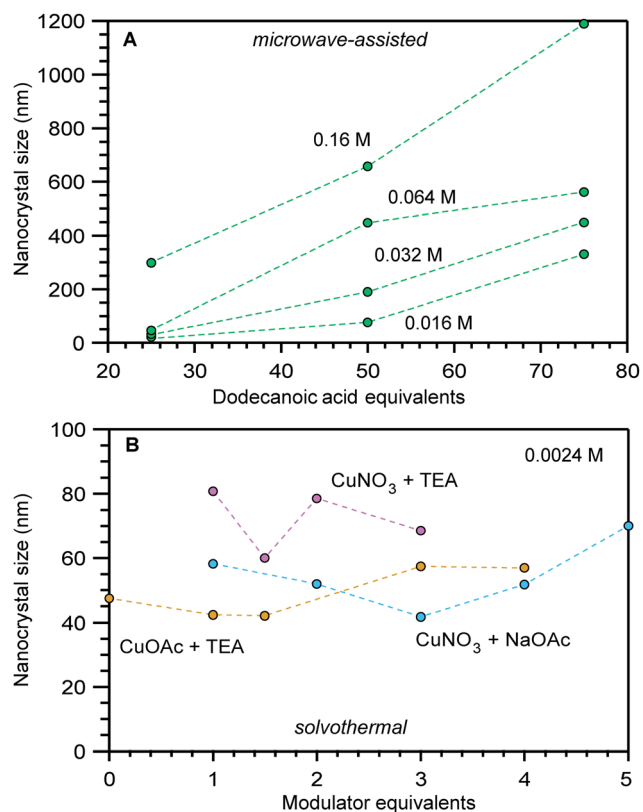 1200
A
microwave-assisted
1000
0.16 M
800
600
0.064 M
400
0.032 M
200
0.016 M
0
20
30
40
50
60
70
80
Nanocrystal size (nm)
Dodecanoic acid equivalents
100
B
0.0024 M
CuNO₃ + TEA
80
60
40
CuOAc + TEA
CuNO₃ + NaOAc
20
solvothermal
0
0
1
2
3
4
5
Nanocrystal size (nm)
Modulator equivalents